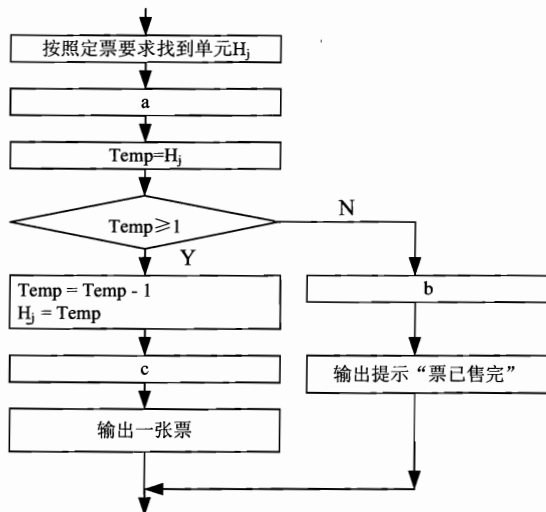 按照定票要求找到单元Hj
a
Temp=Hj
Temp≥1
N
Y
Temp = Temp - 1
Hj = Temp
b
c
输出提示“票已售完”
输出一张票